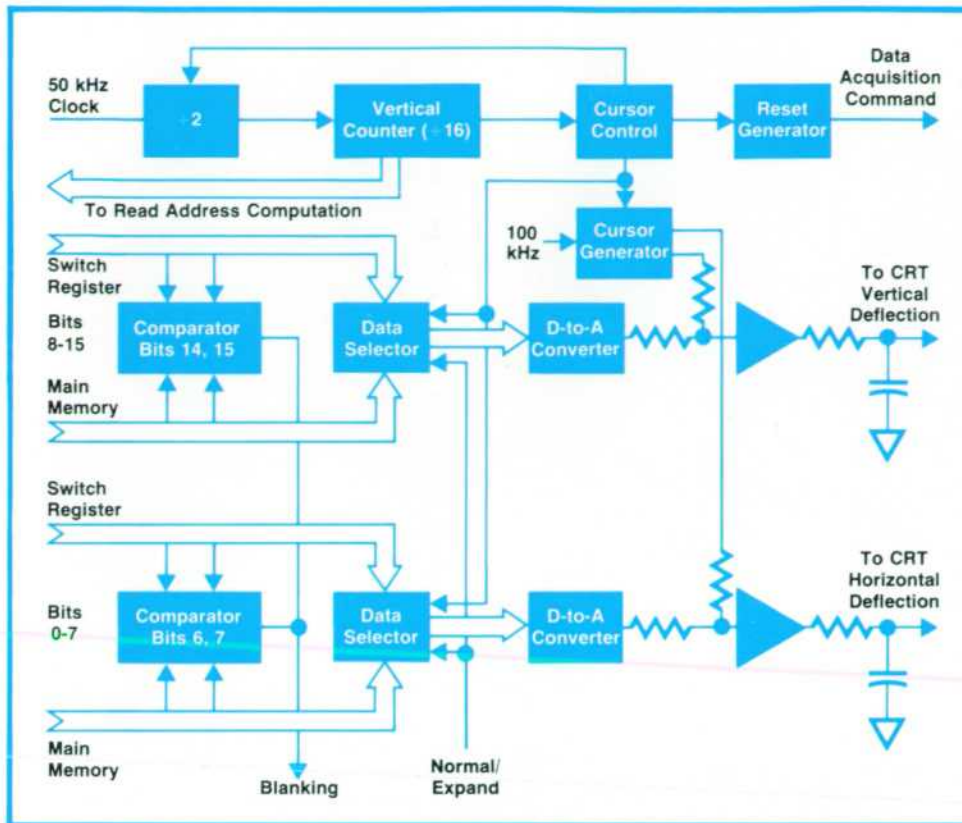 50 kHz
Clock
÷2
Vertical
Counter (÷16)
Cursor
Control
Reset
Generator
Data
Acquisition
Command
To Read Address Computation
100
kHz
Cursor
Generator
Switch
Register
Bits
8-15
Comparator
Bits 14, 15
Data
Selector
D-to-A
Converter
To CRT
Vertical
Deflection
Main
Memory
Switch
Register
Bits
0-7
Comparator
Bits 6, 7
Data
Selector
D-to-A
Converter
To CRT
Horizontal
Deflection
Main
Memory
Blanking
Normal/
Expand